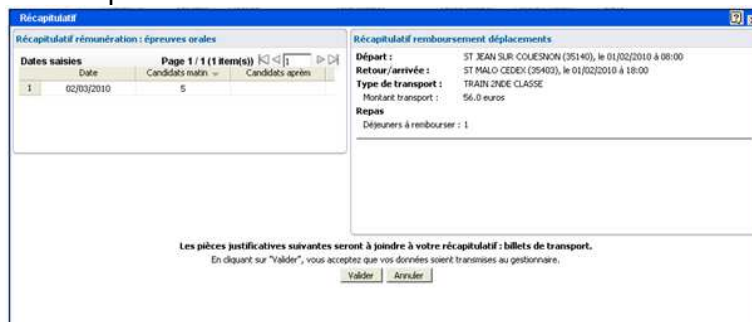 Récapitulatif
Récapitulatif rémunération : épreuves orales
Dates saisies Page 1 / 1 (1 item(s)) 1
Date Candidats matin Candidats aprèm
1 02/03/2010 5
Récapitulatif remboursement déplacements
Départ : ST JEAN SUR COUESNON (35140), le 01/02/2010 à 08:00
Retour/arrivée : ST MALO CEDEX (35403), le 01/02/2010 à 18:00
Type de transport : TRAIN 2NDE CLASSE
Montant transport : 56.0 euros
Repas
Déjeuners à rembourser : 1
Les pièces justificatives suivantes seront à joindre à votre récapitulatif : billets de transport.
En cliquant sur "Valider", vous acceptez que vos données soient transmises au gestionnaire.
Valider Annuler